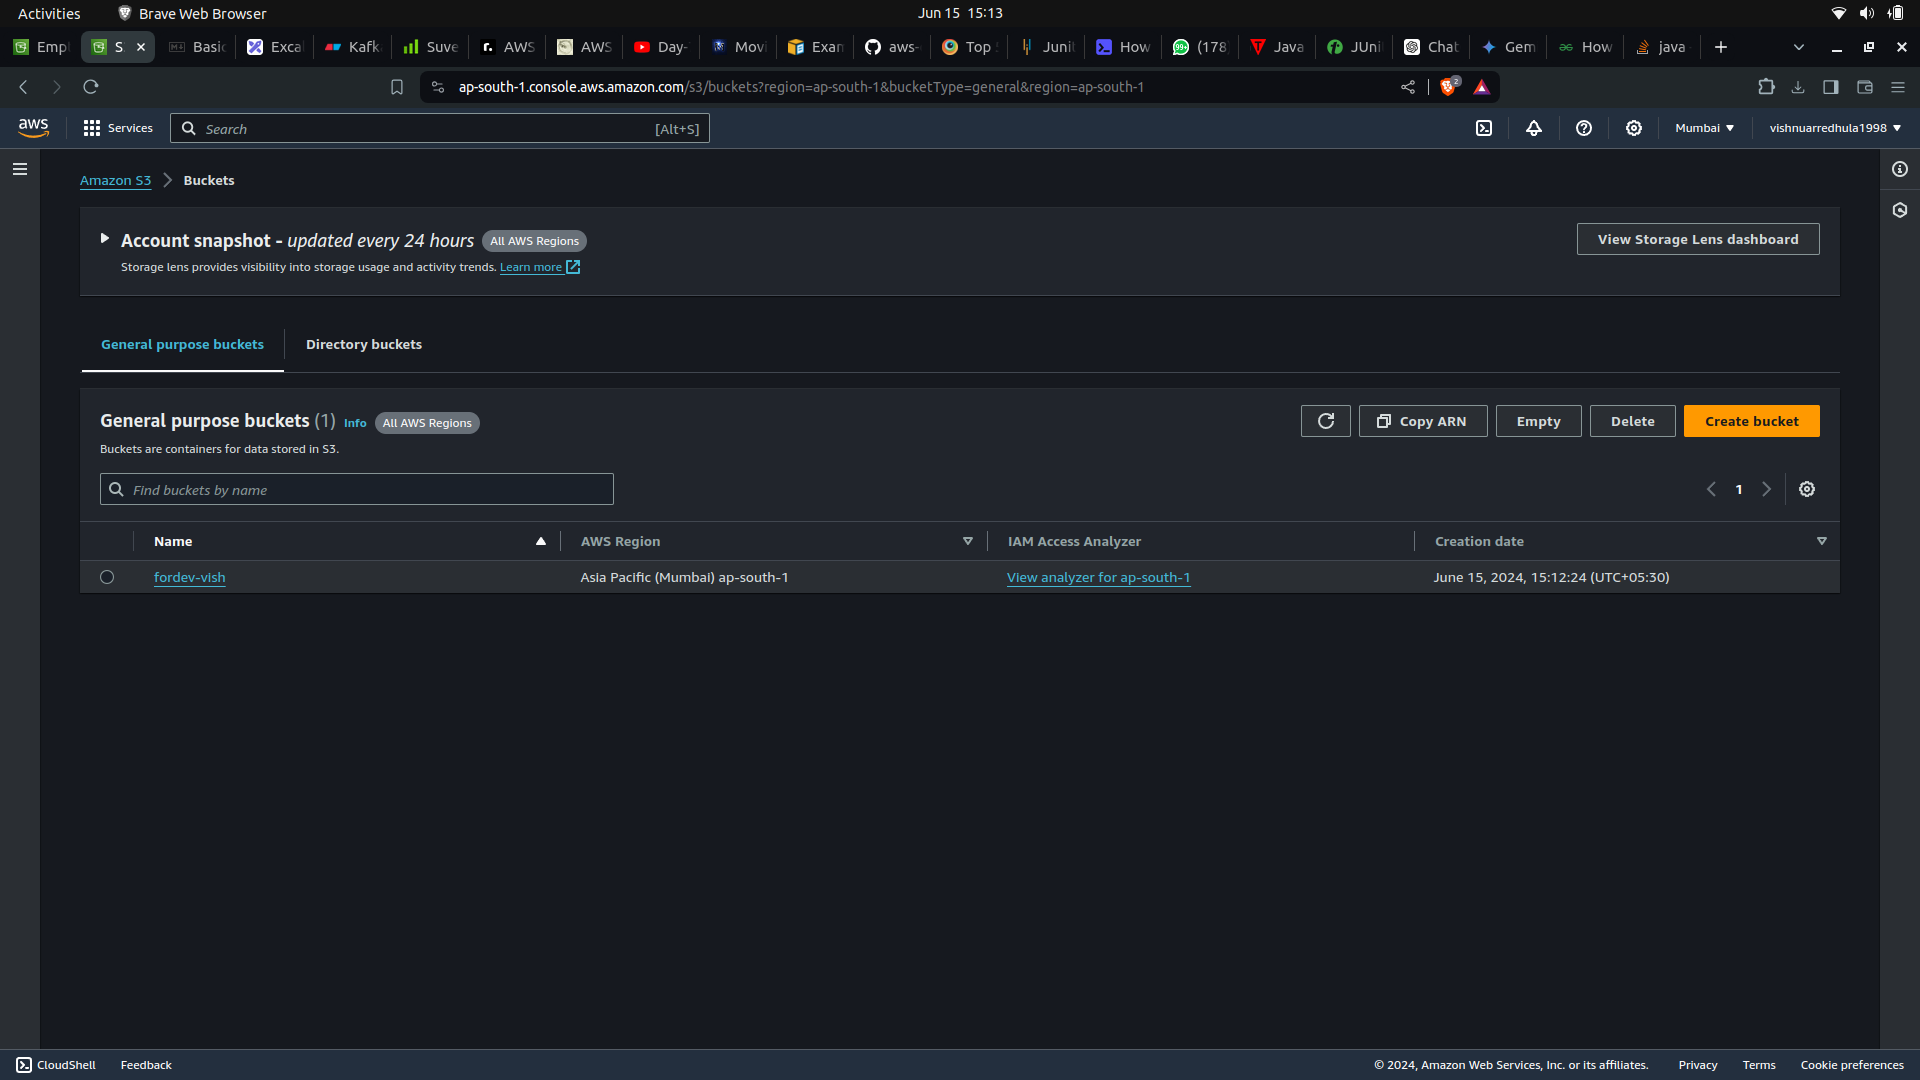 Activities
Brave Web Browser
Jun 15 15:13
Empl
S
Basic
Excal
Kafka
Suve
AWS
AWS
Day-
Movi
Exam
aws-
Top
Juni
How
(178)
Java
JUni
Chat
Gem
How
java
ap-south-1.console.aws.amazon.com/s3/buckets?region=ap-south-1&bucketType=general&region=ap-south-1
2
aws
Services
Search
[Alt+S]
Mumbai
vishnuarredhula1998
Amazon S3
Buckets
Account snapshot - updated every 24 hours
All AWS Regions
View Storage Lens dashboard
Storage lens provides visibility into storage usage and activity trends. Learn more
General purpose buckets
Directory buckets
General purpose buckets (1)
Info
All AWS Regions
Copy ARN
Empty
Delete
Create bucket
Buckets are containers for data stored in S3.
Find buckets by name
1
Name
AWS Region
IAM Access Analyzer
Creation date
fordev-vish
Asia Pacific (Mumbai) ap-south-1
View analyzer for ap-south-1
June 15, 2024, 15:12:24 (UTC+05:30)
CloudShell
Feedback
© 2024, Amazon Web Services, Inc. or its affiliates.
Privacy
Terms
Cookie preferences